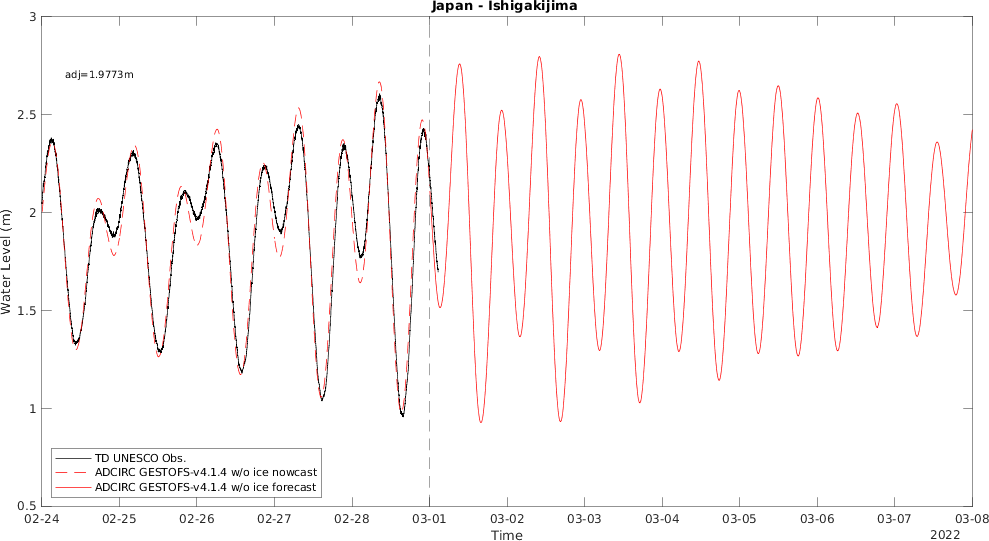 Japan - Ishigakijima
adj=1.9773m
3
2.5
2
1.5
1
0.5
Water Level (m)
TD UNESCO Obs.
ADCIRC GESTOFS-v4.1.4 w/o ice nowcast
ADCIRC GESTOFS-v4.1.4 w/o ice forecast
02-24 02-25 02-26 02-27 02-28 03-01 03-02 03-03 03-04 03-05 03-06 03-07 03-08
Time
2022